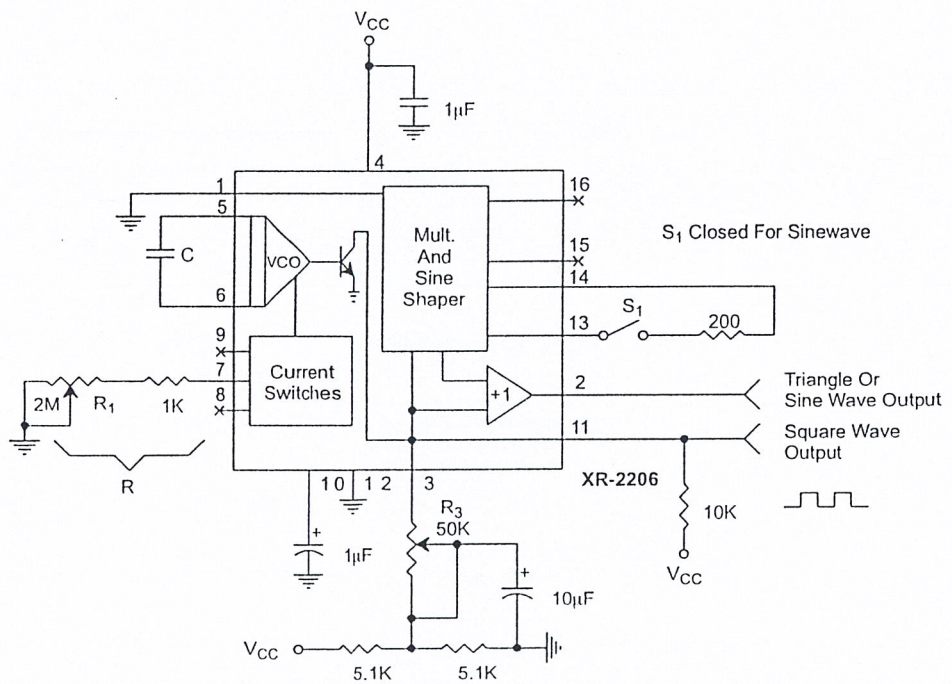 VCC
1µF
4
1
16
5
Mult.
And
Sine
Shaper
S1 Closed For Sinewave
15
C
VCO
14
6
S1
13
200
9
Current
Switches
7
2M
R1
1K
8
+1
2
Triangle Or
Sine Wave Output
11
Square Wave
Output
R
10
12
3
XR-2206
R3
50K
10K
+
1µF
+
10µF
VCC
VCC
5.1K
5.1K